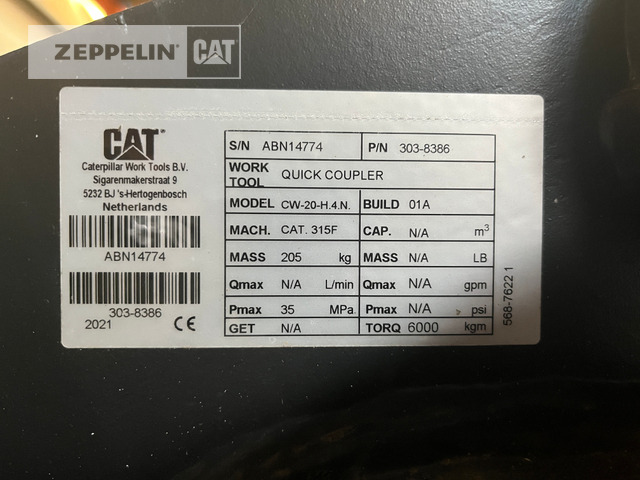 ZEPPELIN CAT
CAT
Caterpillar Work Tools B.V.
Sigarenmakerstraat 9
5232 BJ 's-Hertogenbosch
Netherlands
ABN14774
303-8386
2021 CE
S/N ABN14774 P/N 303-8386
WORK TOOL QUICK COUPLER
MODEL CW-20-H.4.N. BUILD 01A
MACH. CAT. 315F CAP. N/A m³
MASS 205 kg MASS N/A LB
Qmax N/A L/min Qmax N/A gpm
Pmax 35 MPa. Pmax N/A psi
GET N/A TORQ 6000 kgm
568-7622 1